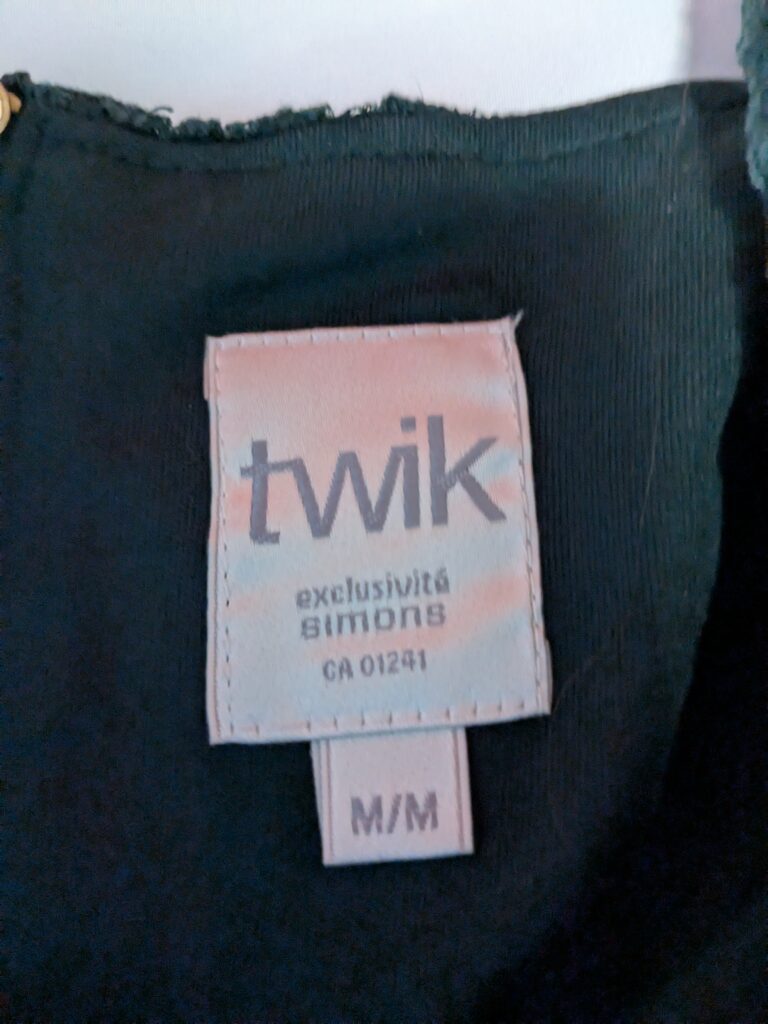 twik
exclusivité
simons
CA 01241
M/M